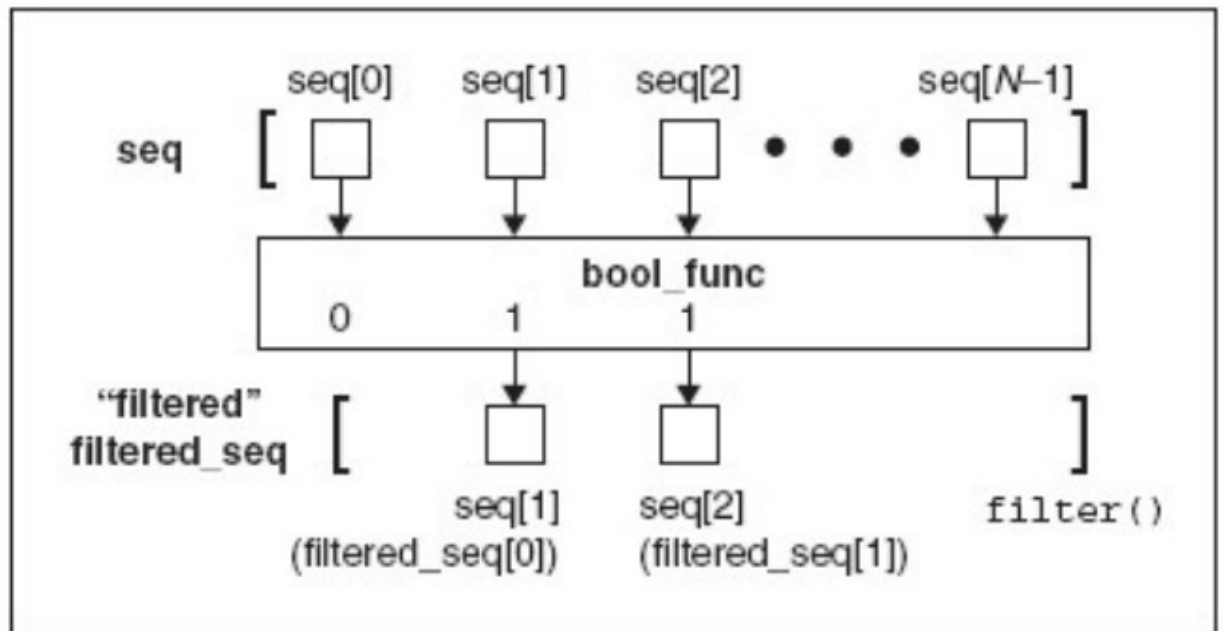 seq[0] seq[1] seq[2] seq[N–1]
seq [ ]
bool_func
0 1 1
“filtered”
filtered_seq [ ]
seq[1] seq[2] filter()
(filtered_seq[0]) (filtered_seq[1])